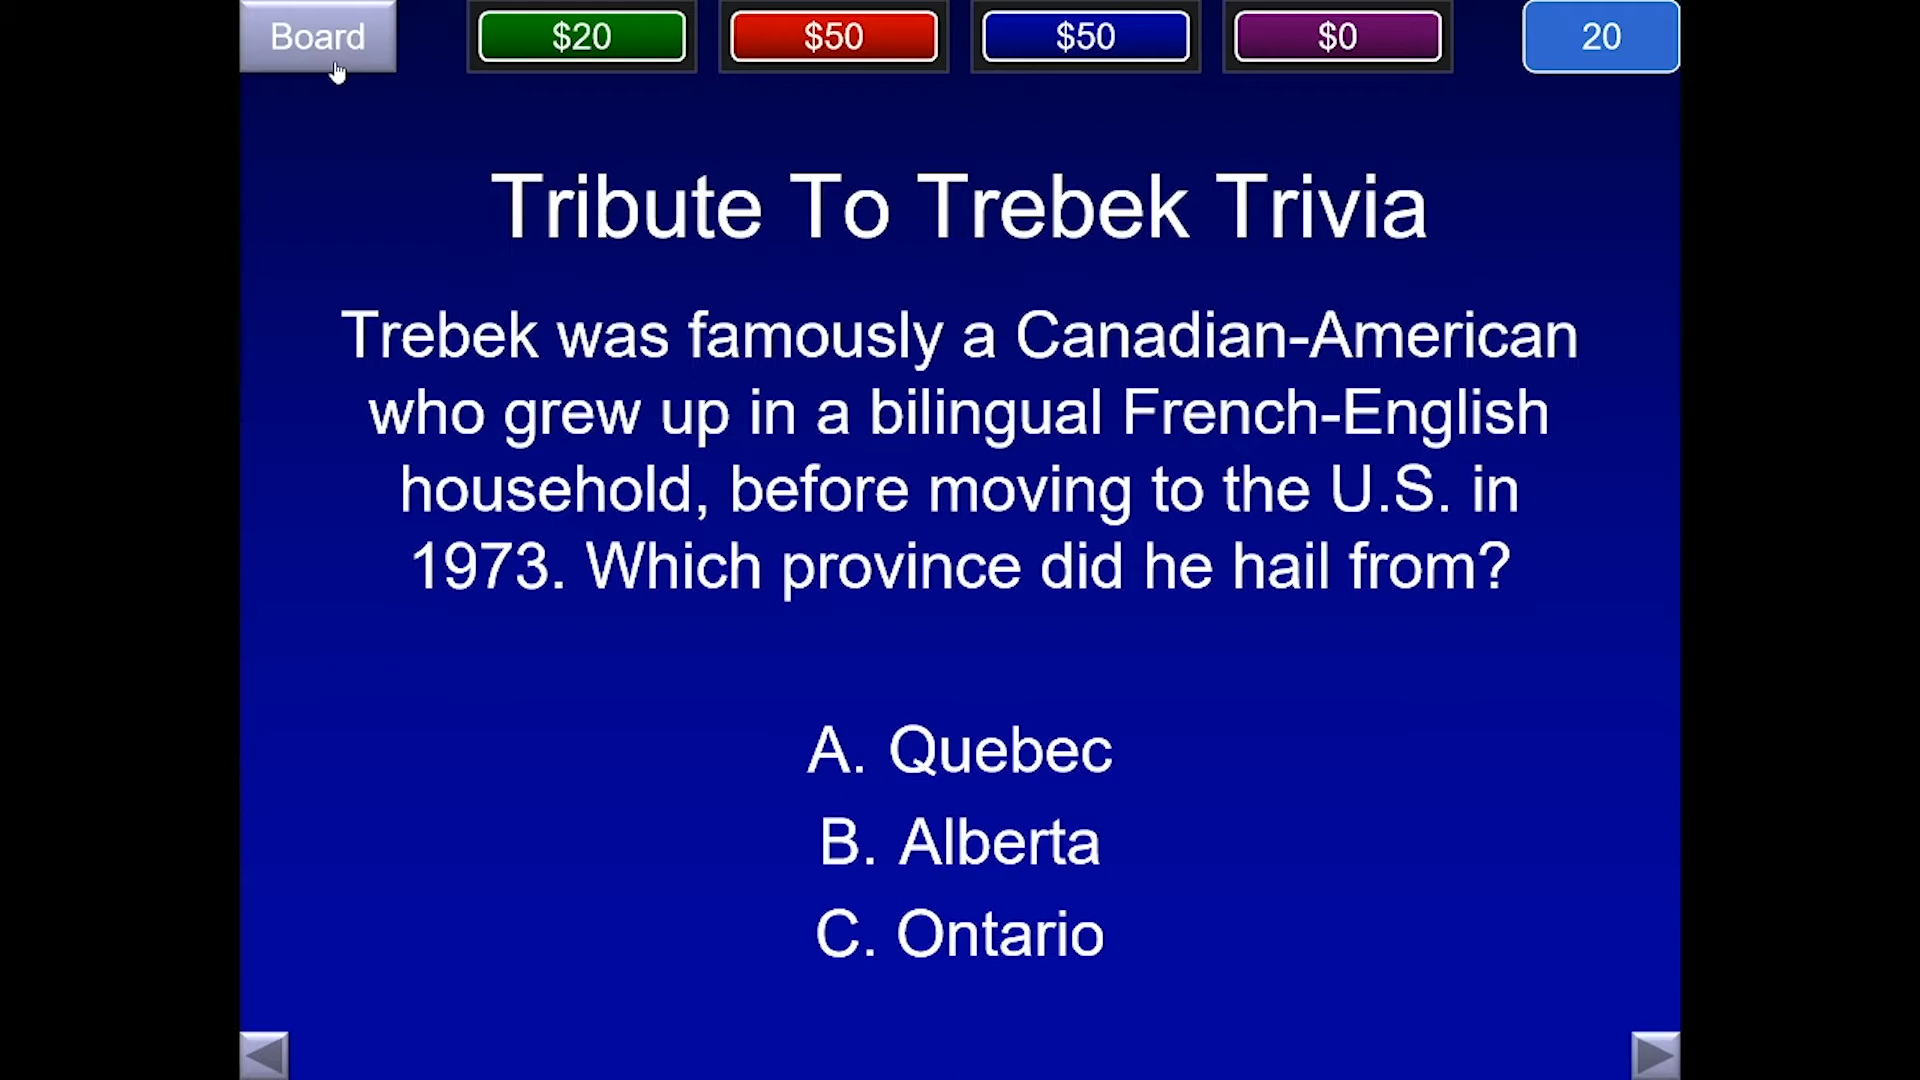 Board
$20
$50
$50
$0
20
Tribute To Trebek Trivia
Trebek was famously a Canadian-American
who grew up in a bilingual French-English
household, before moving to the U.S. in
1973. Which province did he hail from?
A. Quebec
B. Alberta
C. Ontario